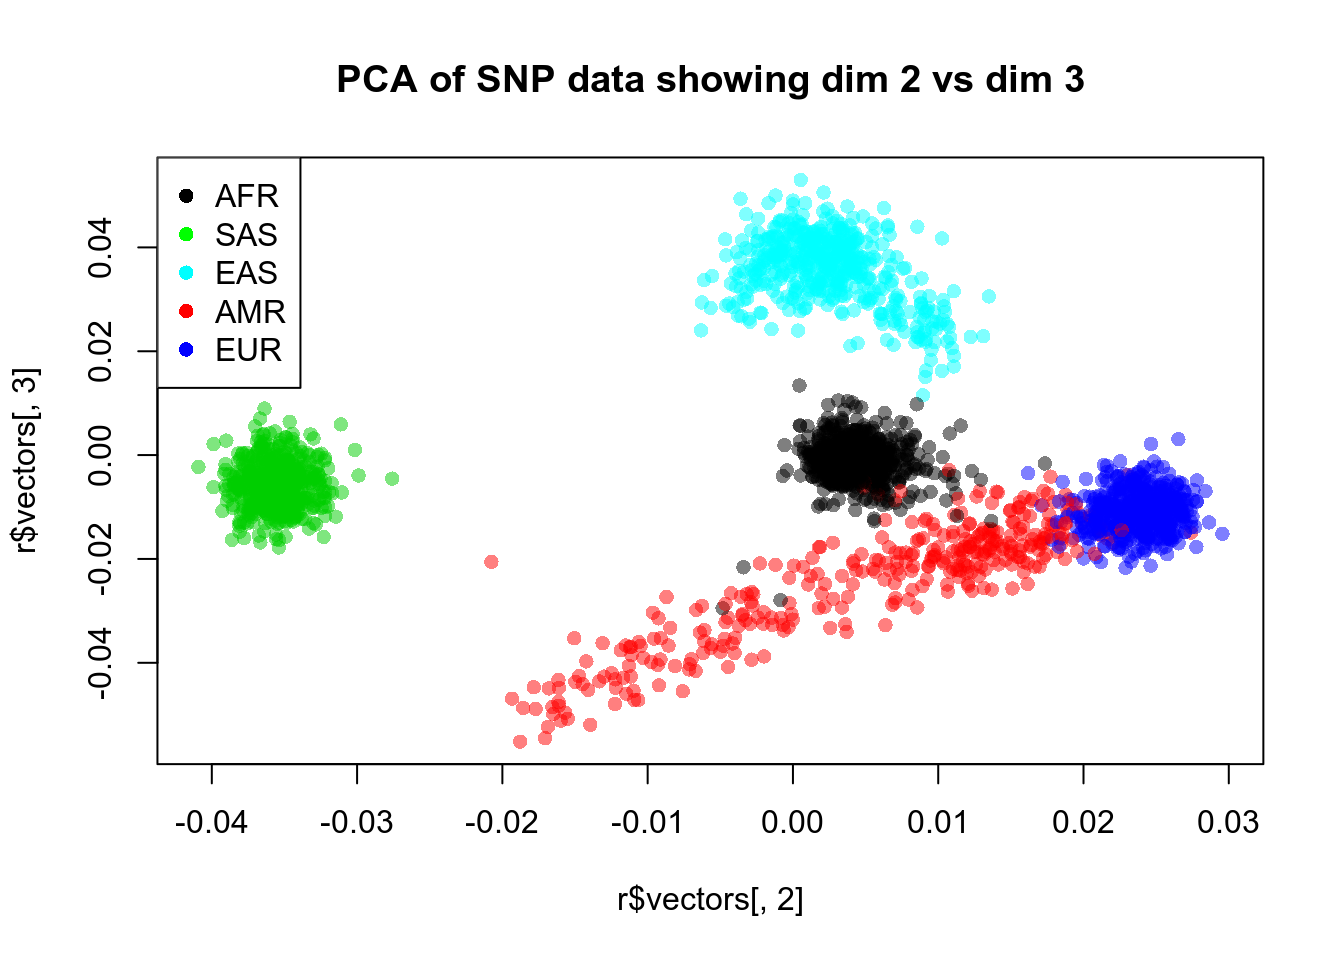 PCA of SNP data showing dim 2 vs dim 3
AFR
SAS
EAS
AMR
EUR
r$vectors[, 3]
0.04
0.02
0.00
-0.02
-0.04
-0.04 -0.03 -0.02 -0.01 0.00 0.01 0.02 0.03
r$vectors[, 2]